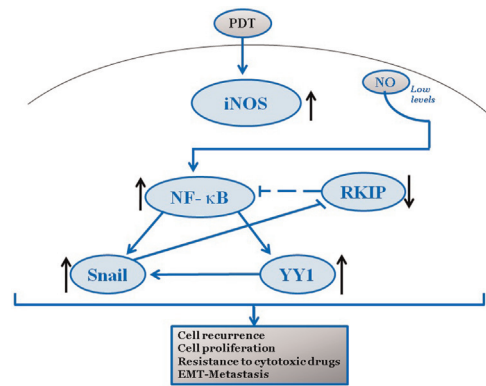 PDT
iNOS
NO
Low
levels
NF- κB
RKIP
Snail
YY1
Cell recurrence
Cell proliferation
Resistance to cytotoxic drugs
EMT-Metastasis